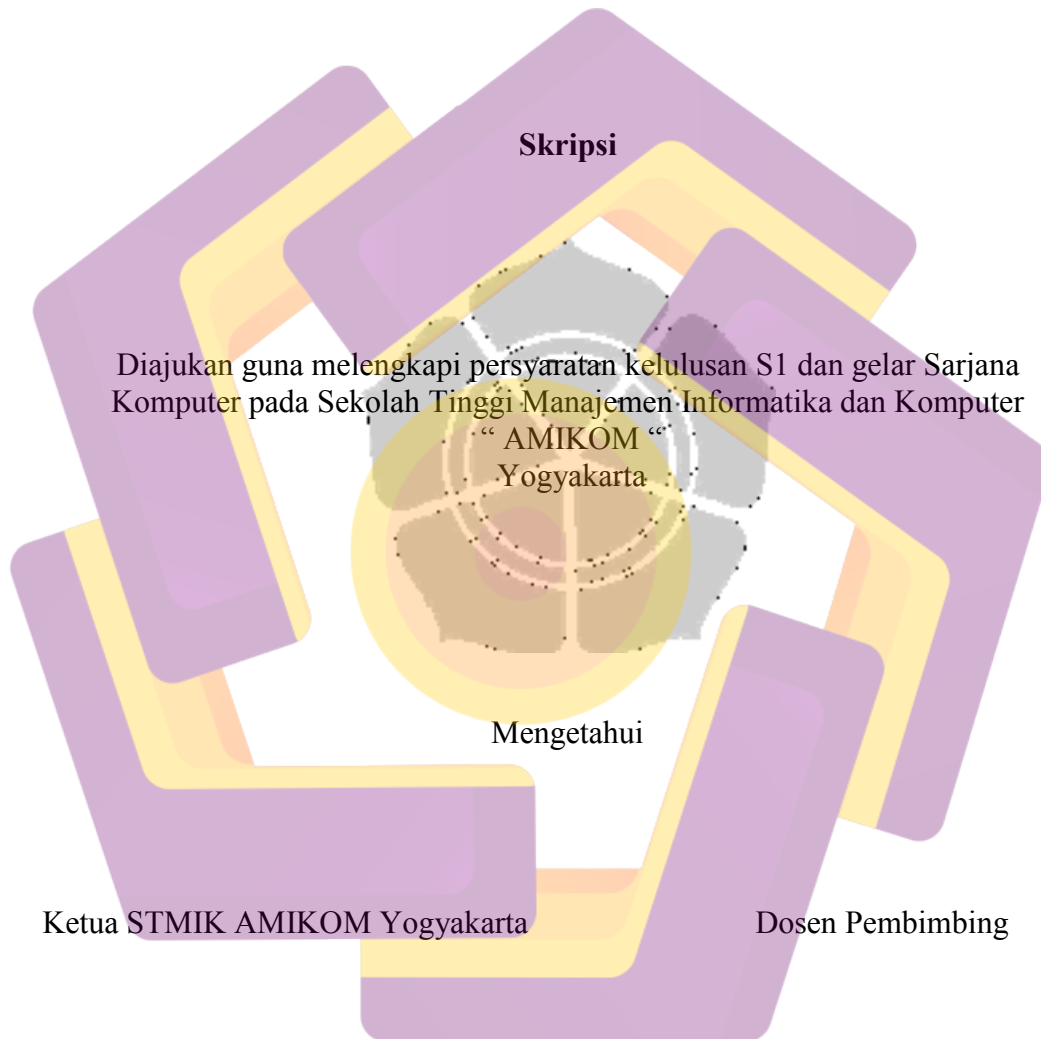 Skripsi
Diajukan guna melengkapi persyaratan kelulusan S1 dan gelar Sarjana
Komputer pada Sekolah Tinggi Manajemen Informatika dan Komputer
“ AMIKOM “
Yogyakarta
Mengetahui
Ketua STMIK AMIKOM Yogyakarta Dosen Pembimbing